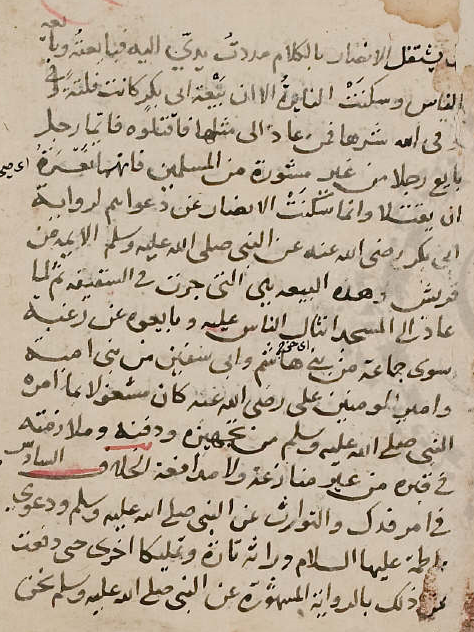 يشتغل الانصار بالكلام مددت يدي اليه فبايعته وبايعه
الناس وسكنت النايرة الا ان بيعة ابي بكر كانت فلتة وقى
الله شرها فمن عاد الى مثلها فاقتلوه فايما رجل
بايع رجلا من غير مشورة من المسلمين فانهما تغرة
ان يقتلا وانما سكنت الانصار عن دعواهم لرواية
ابي بكر رضى الله عنه عن النبي صلى الله عليه وسلم الايمة من
قريش وهذه البيعة هي التي جرت في السقيفة ثم لما
عاد الى المسجد انثال الناس عليه وبايعوه عن رغبة
سوى جماعة من بني هاشم وابي سفين من بني امية
وامير المومنين على رضى الله عنه كان مشغولا بما امره
النبي صلى الله عليه وسلم من تجهيزه ودفنه وملازمته
في قبره من غير منازعة ولا مدافعة الخلاف السادس
في امر فدك والتوارث عن النبي صلى الله عليه وسلم ودعوى
فاطمة عليها السلام وراثة تارة وتمليكا اخرى حتى دفعت
عن ذلك بالرواية المشهورة عن النبي صلى الله عليه وسلم نحن